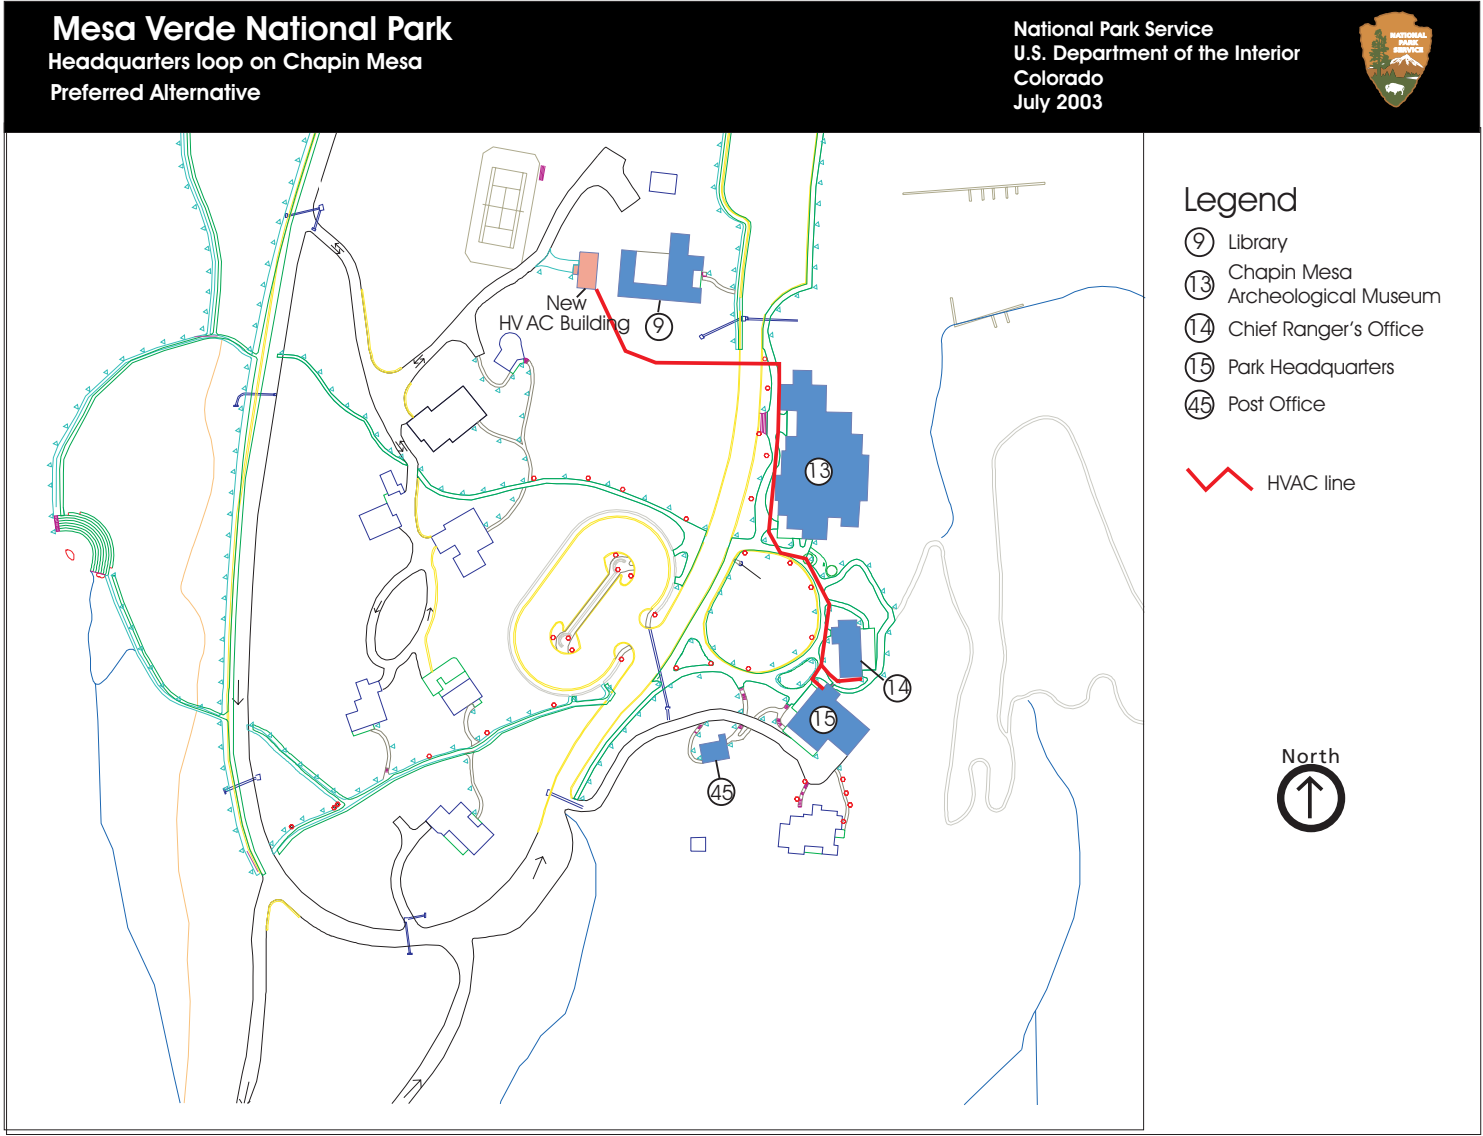 Mesa Verde National Park
Headquarters loop on Chapin Mesa
Preferred Alternative
National Park Service
U.S. Department of the Interior
Colorado
July 2003
NATIONAL
PARK
SERVICE
New
HVAC Building
9
13
14
15
45
Legend
9 Library
13 Chapin Mesa
Archeological Museum
14 Chief Ranger's Office
15 Park Headquarters
45 Post Office
HVAC line
North